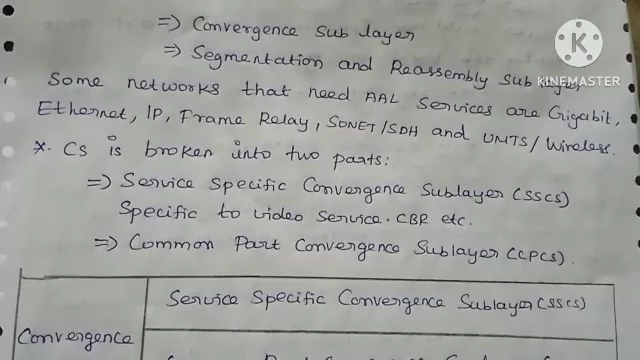 => Convergence Sub layer
=> Segmentation and Reassembly Sub layer
KINEMASTER
Some networks that need AAL Services are Gigabit,
Ethernet, IP, Frame Relay, SONET/SDH and UMTS/Wireless.
*. CS is broken into two parts:
=> Service Specific Convergence Sublayer (SSCS)
Specific to video service. CBR etc.
=> Common Part Convergence Sublayer (CPCS).
Service Specific Convergence Sublayer (SSCS)
Convergence